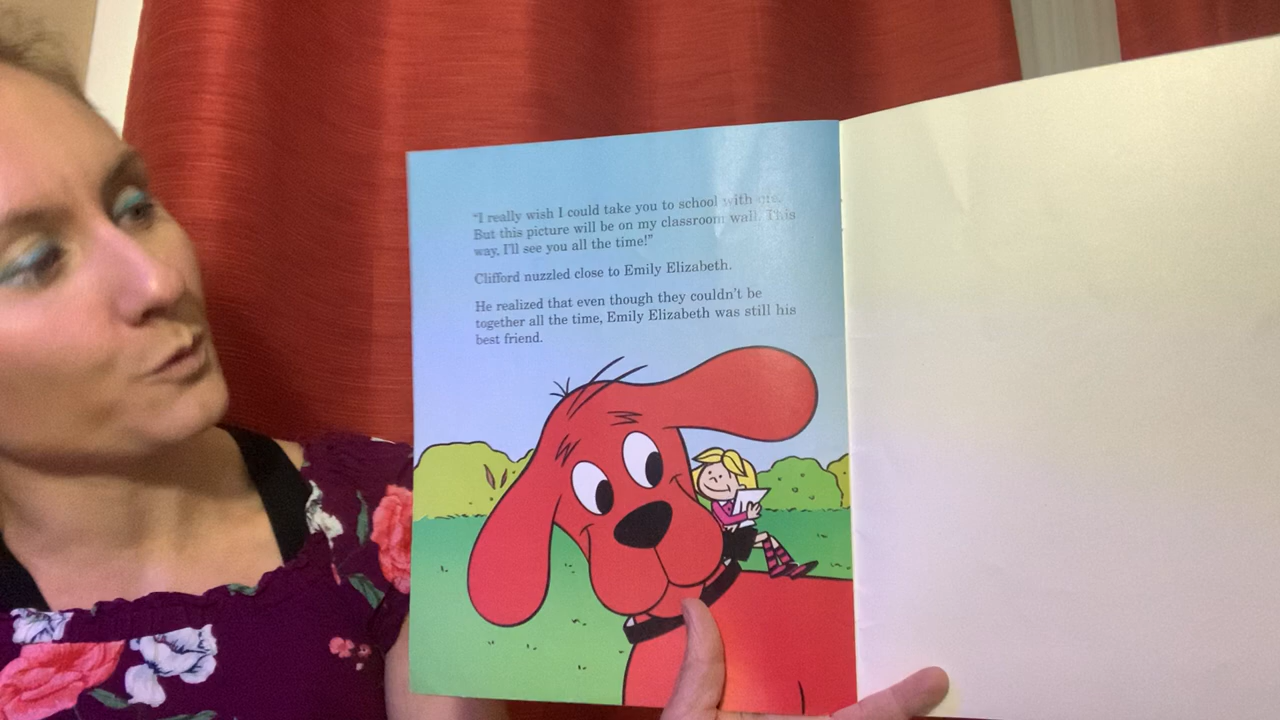 "I really wish I could take you to school with me.
But this picture will be on my classroom wall. This
way, I'll see you all the time!"
Clifford nuzzled close to Emily Elizabeth.
He realized that even though they couldn't be
together all the time, Emily Elizabeth was still his
best friend.